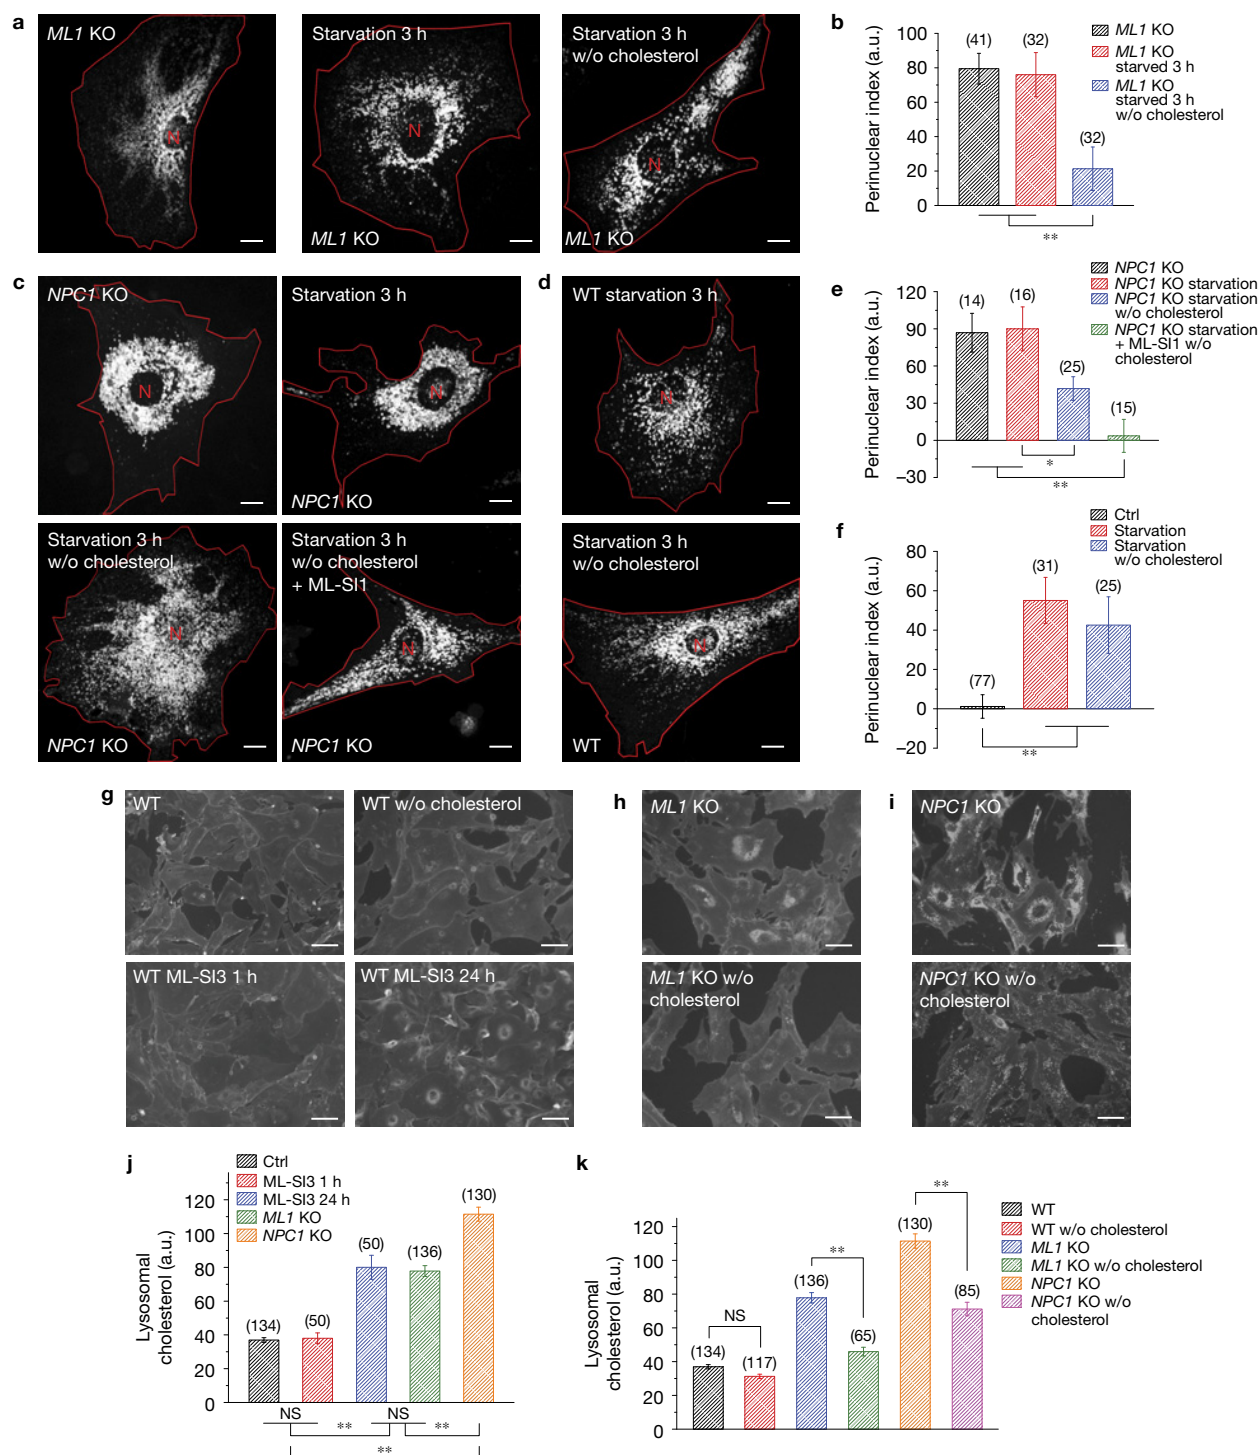 a
ML1 KO
N
Starvation 3 h
N
ML1 KO
Starvation 3 h
w/o cholesterol
N
ML1 KO
b
Perinuclear index (a.u.)
100
80
60
40
20
0
(41)
(32)
(32)
**
ML1 KO
ML1 KO
starved 3 h
ML1 KO
starved 3 h
w/o cholesterol
c
NPC1 KO
N
Starvation 3 h
N
NPC1 KO
Starvation 3 h
w/o cholesterol
N
NPC1 KO
Starvation 3 h
w/o cholesterol
+ ML-SI1
N
NPC1 KO
d
WT starvation 3 h
N
Starvation 3 h
w/o cholesterol
N
WT
e
Perinuclear index (a.u.)
120
90
60
30
0
−30
(14)
(16)
(25)
(15)
*
**
NPC1 KO
NPC1 KO starvation
NPC1 KO starvation
w/o cholesterol
NPC1 KO starvation
+ ML-SI1 w/o
cholesterol
f
Perinuclear index (a.u.)
80
60
40
20
0
−20
(77)
(31)
(25)
**
Ctrl
Starvation
Starvation
w/o cholesterol
g
WT
WT w/o cholesterol
WT ML-SI3 1 h
WT ML-SI3 24 h
h
ML1 KO
ML1 KO w/o
cholesterol
i
NPC1 KO
NPC1 KO w/o
cholesterol
j
Lysosomal
cholesterol (a.u.)
120
100
80
60
40
20
0
(134)
(50)
(50)
(136)
(130)
NS
**
NS
**
**
Ctrl
ML-SI3 1 h
ML-SI3 24 h
ML1 KO
NPC1 KO
k
Lysosomal
cholesterol (a.u.)
120
100
80
60
40
20
0
(134)
(117)
(136)
(65)
(130)
(85)
NS
**
**
WT
WT w/o cholesterol
ML1 KO
ML1 KO w/o cholesterol
NPC1 KO
NPC1 KO w/o
cholesterol